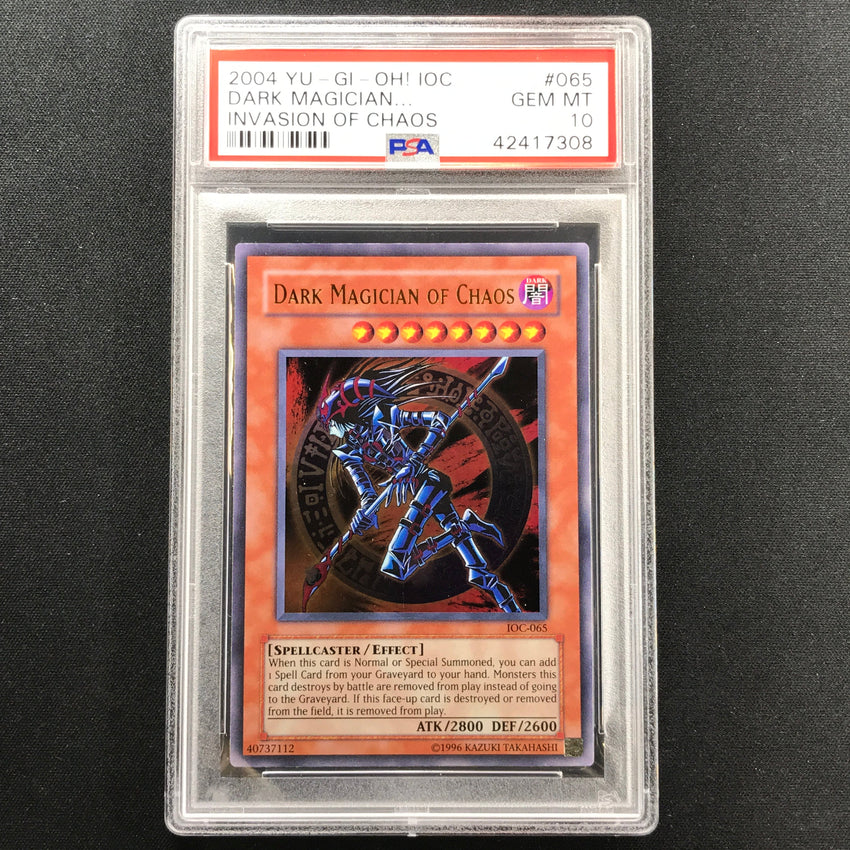 2004 YU-GI-OH! IOC #065
DARK MAGICIAN... GEM MT
INVASION OF CHAOS 10
PSA 42417308
DARK MAGICIAN OF CHAOS
DARK
闇
IOC-065
[SPELLCASTER/EFFECT]
When this card is Normal or Special Summoned, you can add
1 Spell Card from your Graveyard to your hand. Monsters this
card destroys by battle are removed from play instead of going
to the Graveyard. If this face-up card is destroyed or removed
from the field, it is removed from play.
ATK/2800 DEF/2600
40737112 ©1996 KAZUKI TAKAHASHI